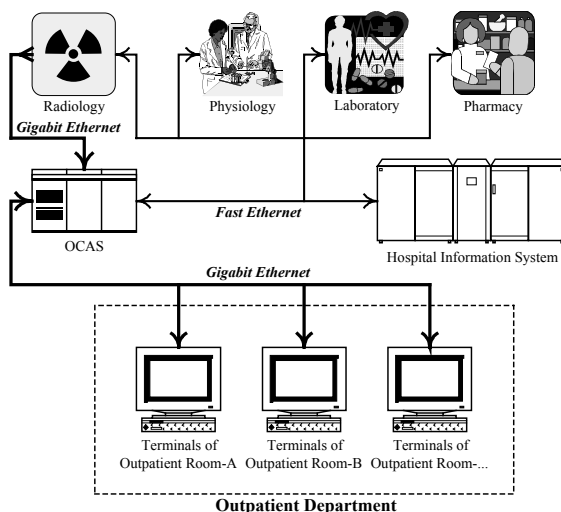 Radiology
Physiology
Laboratory
Pharmacy
Gigabit Ethernet
OCAS
Fast Ethernet
Hospital Information System
Gigabit Ethernet
Terminals of
Outpatient Room-A
Terminals of
Outpatient Room-B
Terminals of
Outpatient Room-...
Outpatient Department